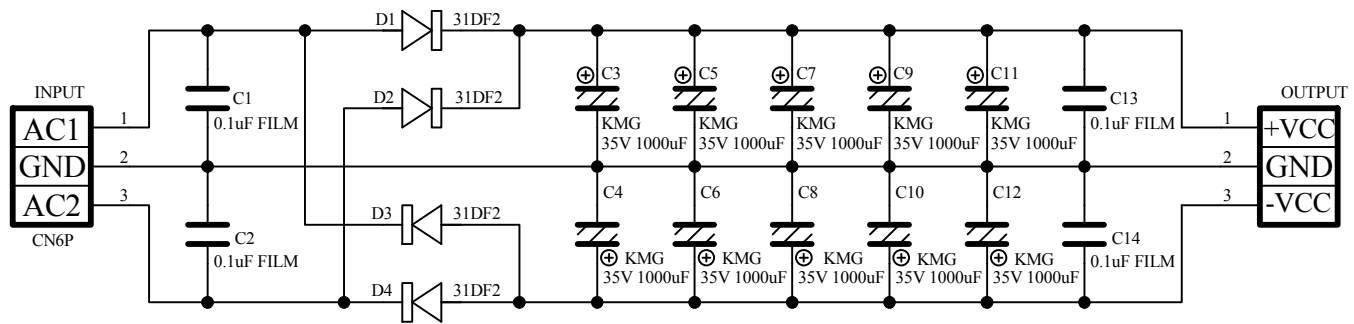 D1
31DF2
D2
31DF2
INPUT
AC1
1
GND
2
AC2
3
CN6P
C1
0.1uF FILM
C2
0.1uF FILM
D3
31DF2
D4
31DF2
C3
KMG
35V 1000uF
C5
KMG
35V 1000uF
C7
KMG
35V 1000uF
C9
KMG
35V 1000uF
C11
KMG
35V 1000uF
C13
0.1uF FILM
C4
KMG
35V 1000uF
C6
KMG
35V 1000uF
C8
KMG
35V 1000uF
C10
KMG
35V 1000uF
C12
KMG
35V 1000uF
C14
0.1uF FILM
OUTPUT
1
+VCC
2
GND
3
-VCC